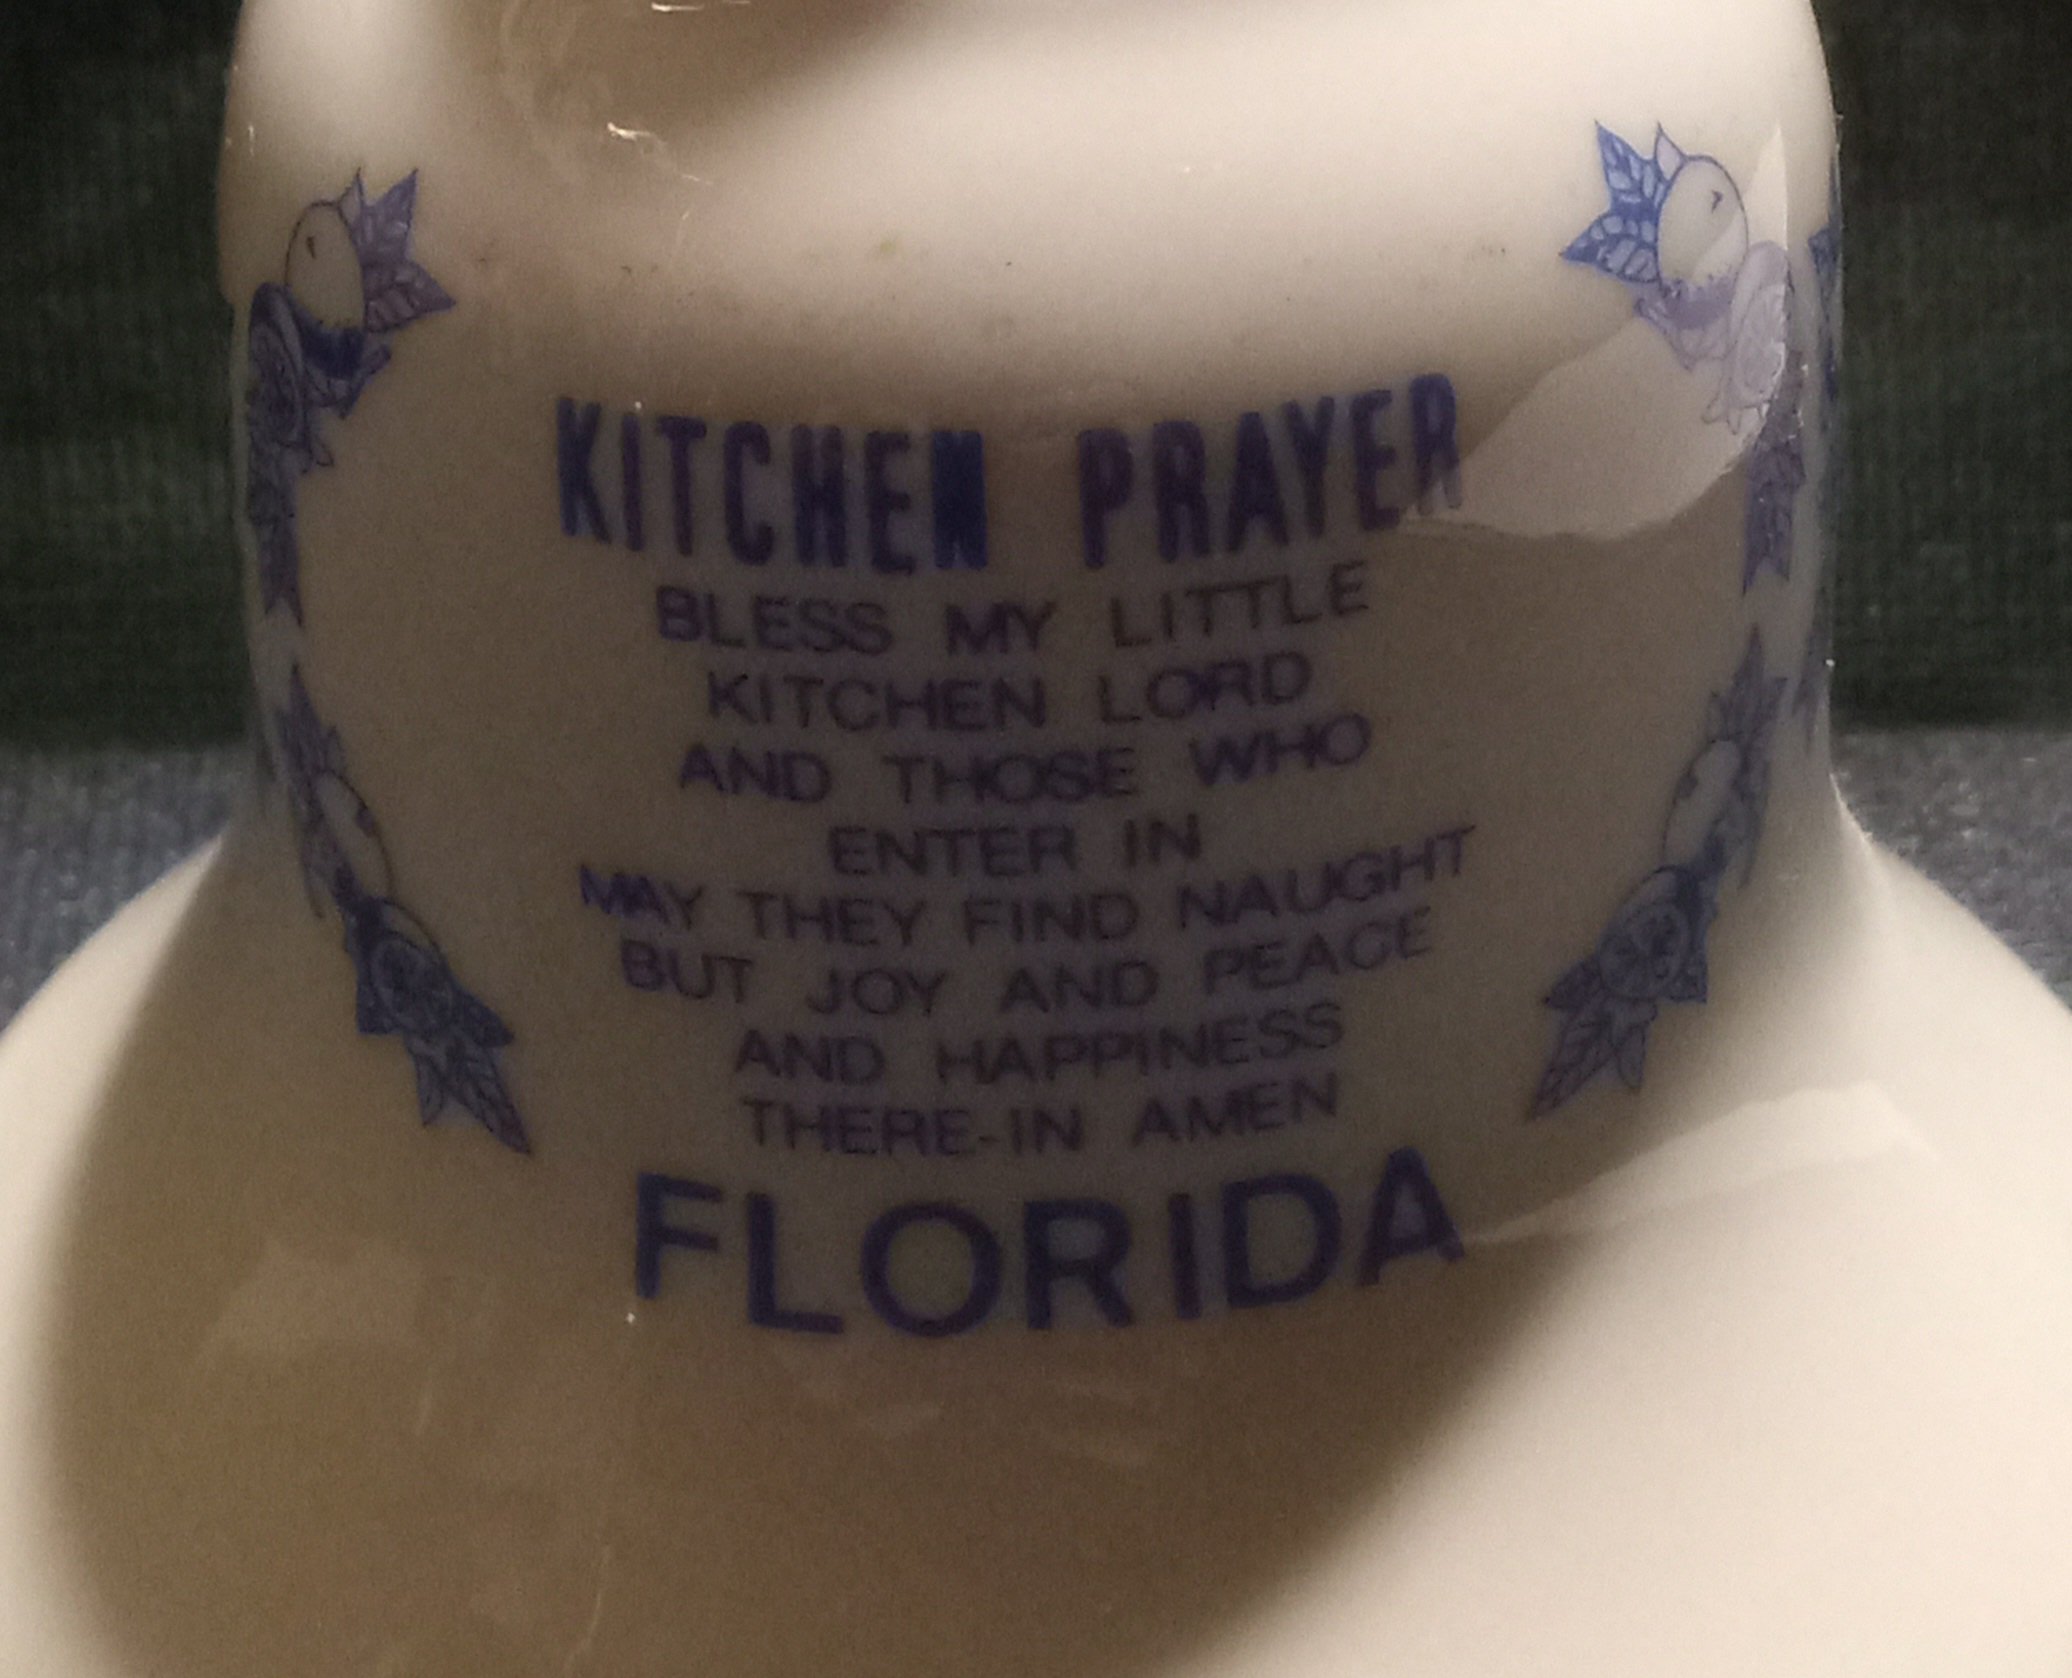 KITCHEN PRAYER
BLESS MY LITTLE
KITCHEN LORD
AND THOSE WHO
ENTER IN
MAY THEY FIND NAUGHT
BUT JOY AND PEACE
AND HAPPINESS
THERE-IN AMEN
FLORIDA